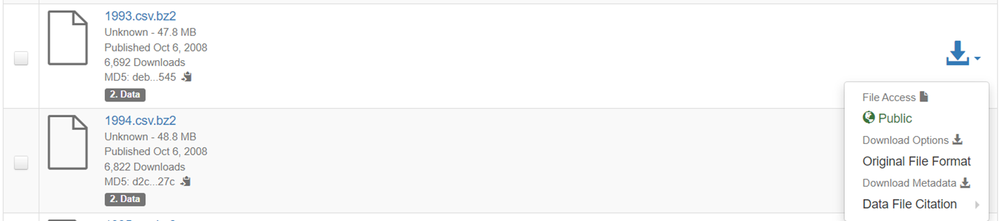 1993.csv.bz2
Unknown - 47.8 MB
Published Oct 6, 2008
6,692 Downloads
MD5: deb...545
2. Data
1994.csv.bz2
Unknown - 48.8 MB
Published Oct 6, 2008
6,822 Downloads
MD5: d2c...27c
2. Data
File Access
Public
Download Options
Original File Format
Download Metadata
Data File Citation